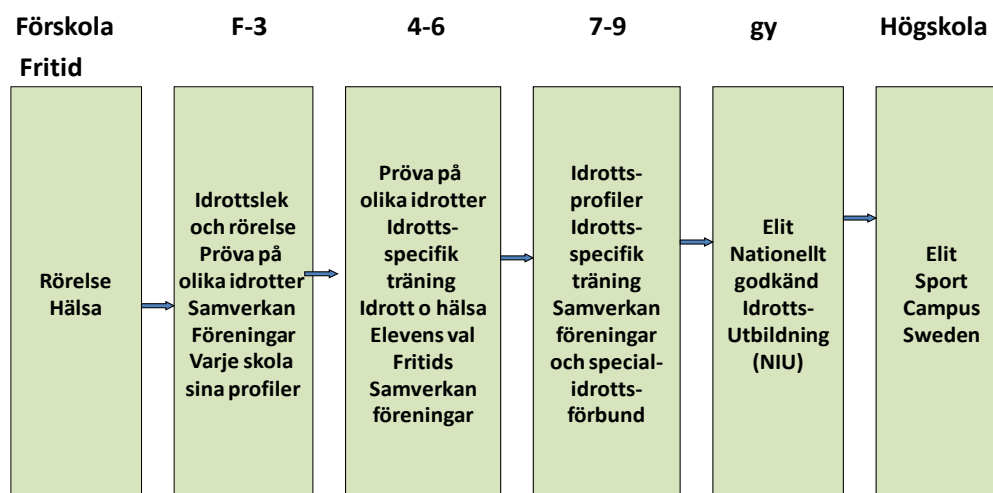 Förskola
F-3
4-6
7-9
gy
Högskola
Fritid
Rörelse
Hälsa
Idrottslek
och rörelse
Pröva på
olika idrotter
Samverkan
Föreningar
Varje skola
sina profiler
Pröva på
olika idrotter
Idrotts-
specifik
träning
Idrott o hälsa
Elevens val
Fritids
Samverkan
föreningar
Idrotts-
profiler
Idrotts-
specifik
träning
Samverkan
föreningar
och special-
idrotts-
förbund
Elit
Nationellt
godkänd
Idrotts-
Utbildning
(NIU)
Elit
Sport
Campus
Sweden